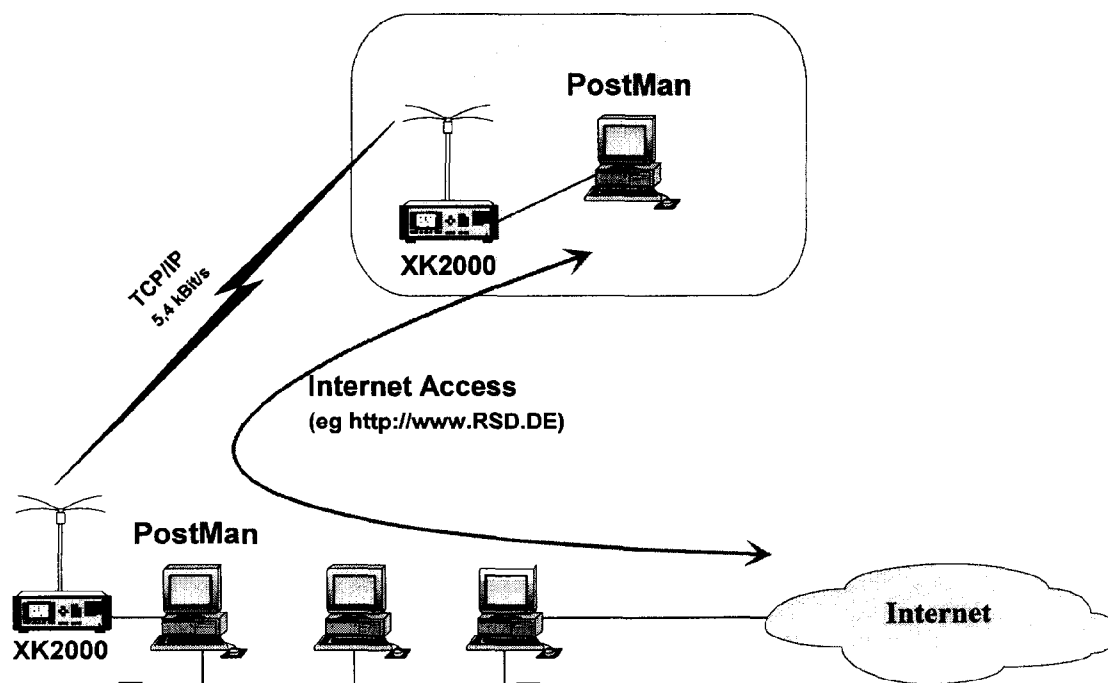 PostMan
XK2000
TCP/IP
5,4 kBit/s
Internet Access
(eg http://www.RSD.DE)
PostMan
XK2000
Internet